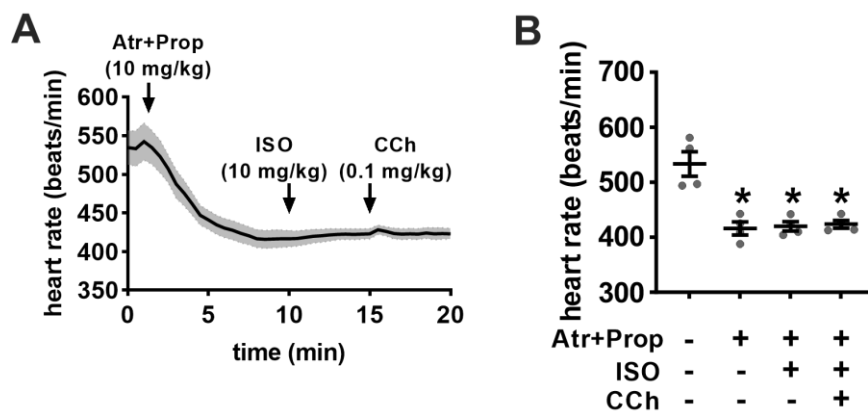 A
Atr+Prop
(10 mg/kg)
ISO
(10 mg/kg)
CCh
(0.1 mg/kg)
heart rate (beats/min)
600
550
500
450
400
350
0 5 10 15 20
time (min)
B
heart rate (beats/min)
700
600
500
400
300
* * *
Atr+Prop - + + +
ISO - - + +
CCh - - - +